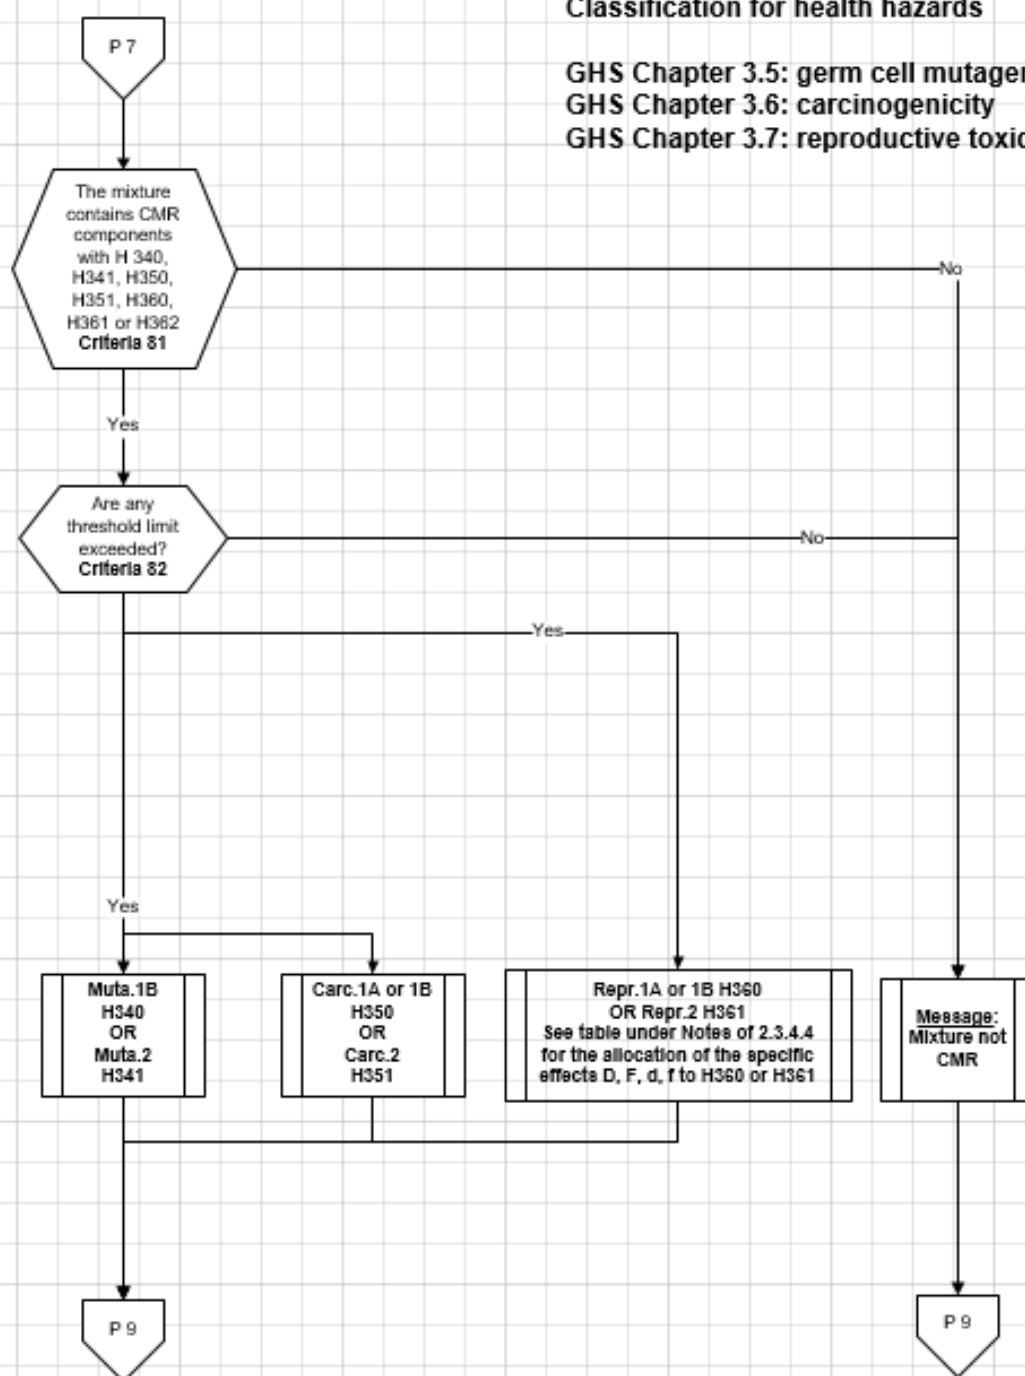 Classification for health hazards
P 7
GHS Chapter 3.5: germ cell mutagen
GHS Chapter 3.6: carcinogenicity
GHS Chapter 3.7: reproductive toxic
The mixture
contains CMR
components
with H 340,
H341, H350,
H351, H360,
H361 or H362
Criteria 81
No
Yes
Are any
threshold limit
exceeded?
Criteria 82
No
Yes
Yes
Muta.1B
H340
OR
Muta.2
H341
Carc.1A or 1B
H350
OR
Carc.2
H351
Repr.1A or 1B H360
OR Repr.2 H361
See table under Notes of 2.3.4.4
for the allocation of the specific
effects D, F, d, f to H360 or H361
Message:
Mixture not
CMR
P 9
P 9